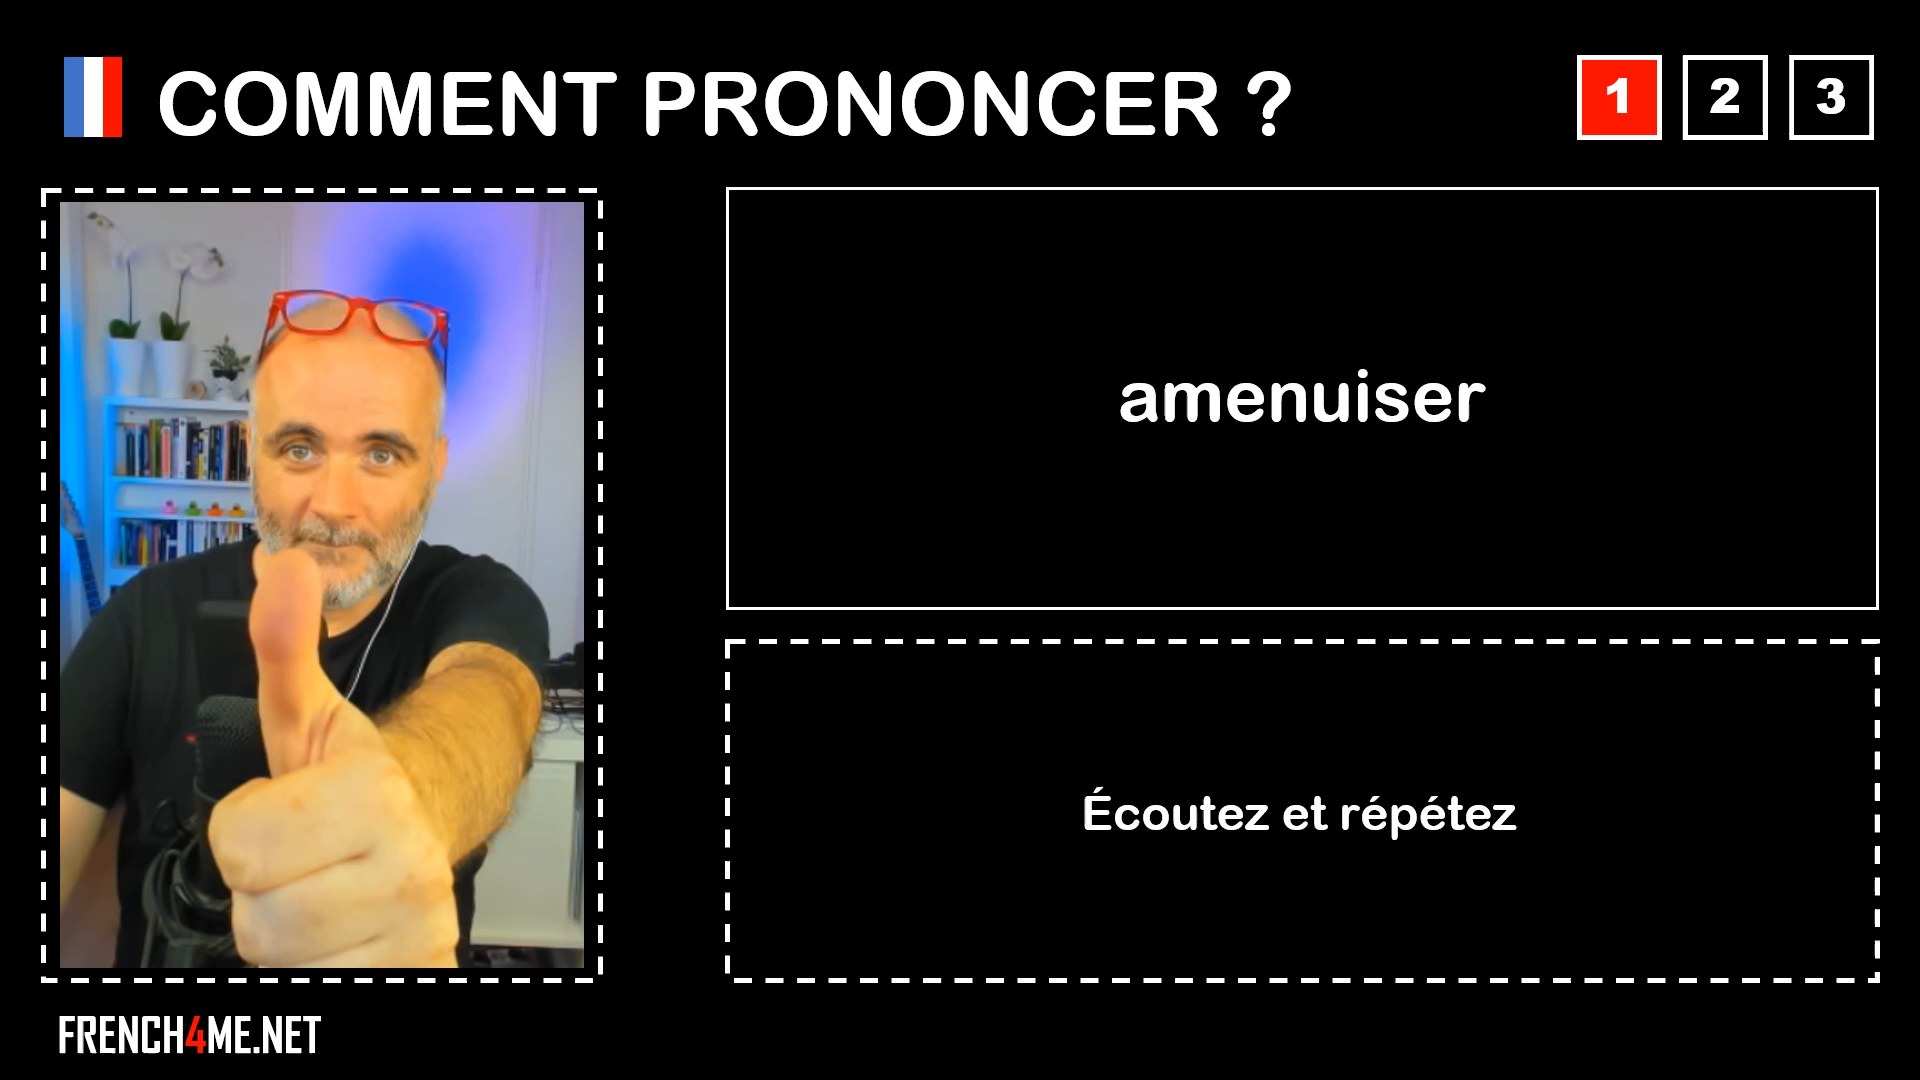 COMMENT PRONONCER ?
1 2 3
amenuiser
Écoutez et répétez
FRENCH4ME.NET